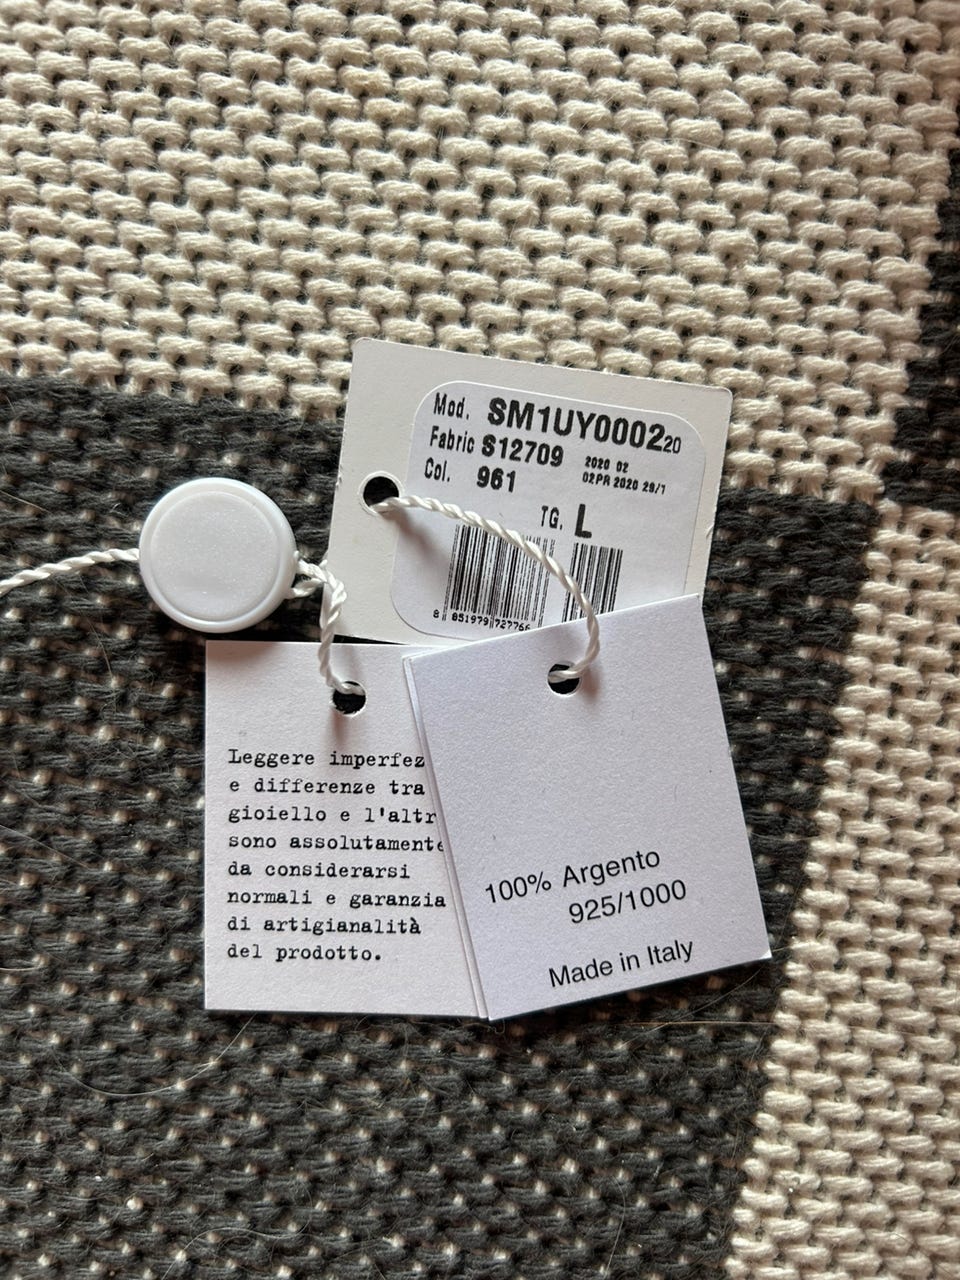 Mod. SM1UY0002 20
Fabric S12709
2020 02
02PR 2020 29/1
Col. 961
TG. L
8 051979 727766
Leggere
e differenze tra
gioiello e
sono assolutamente
da considerarsi
normali e garanzia
di artigianalità
del prodotto.
100% Argento
925/1000
Made in Italy